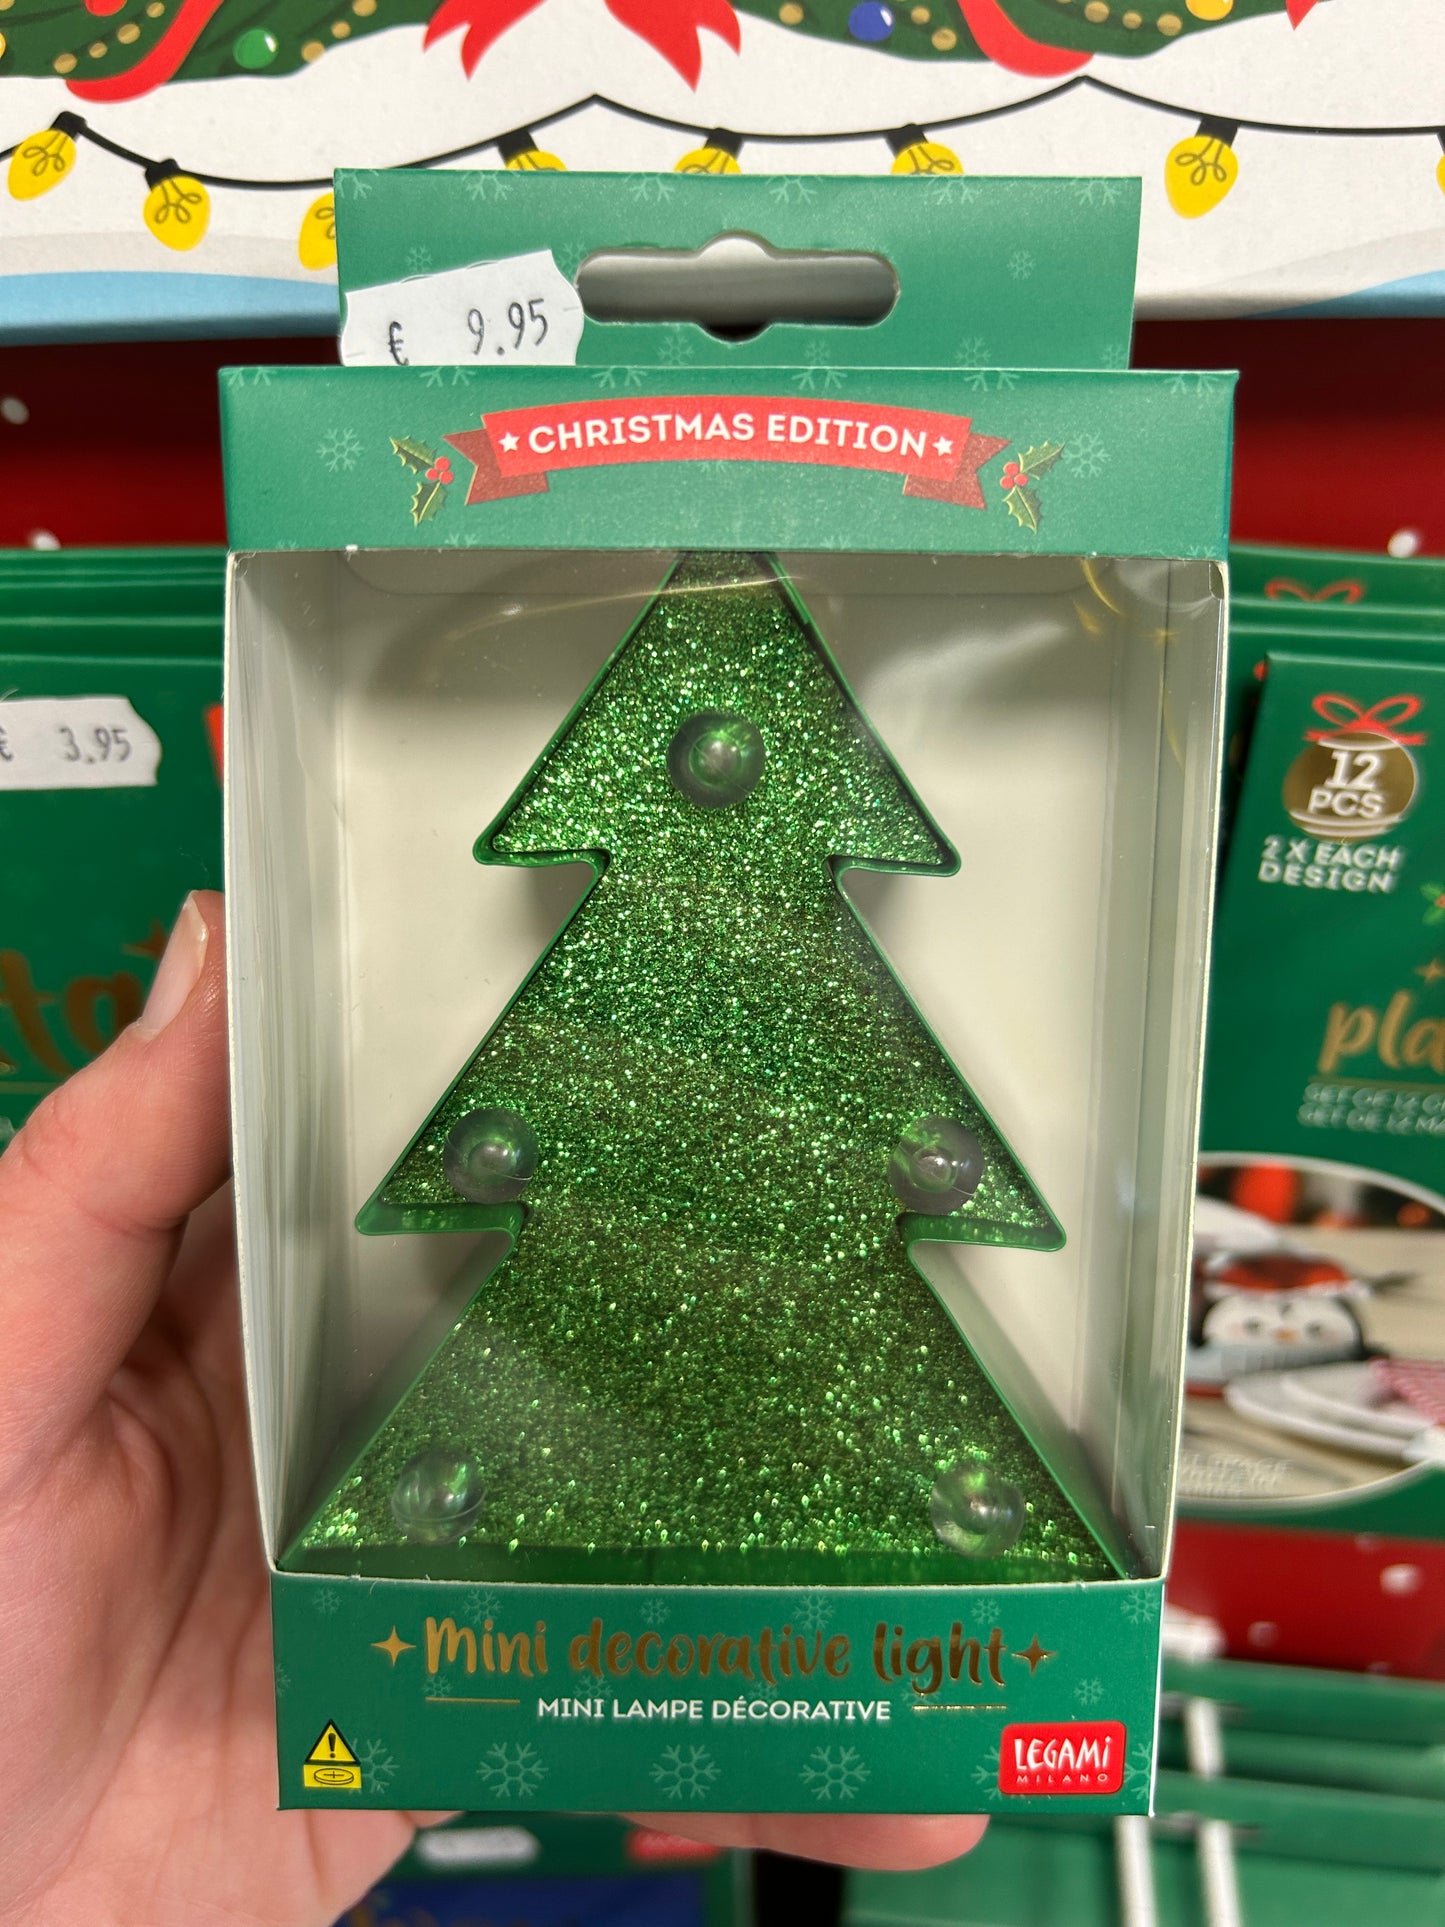 € 9.95
★ CHRISTMAS EDITION ★
€ 3.95
12
PCS
2 X EACH
DESIGN
Mini decorative light
MINI LAMPE DÉCORATIVE
LEGAMI
MILANO